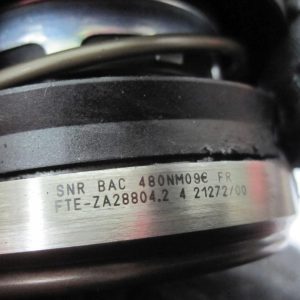 SNR BAC 480NM09€ FR
FTE-ZA28804.2 4 21272/00